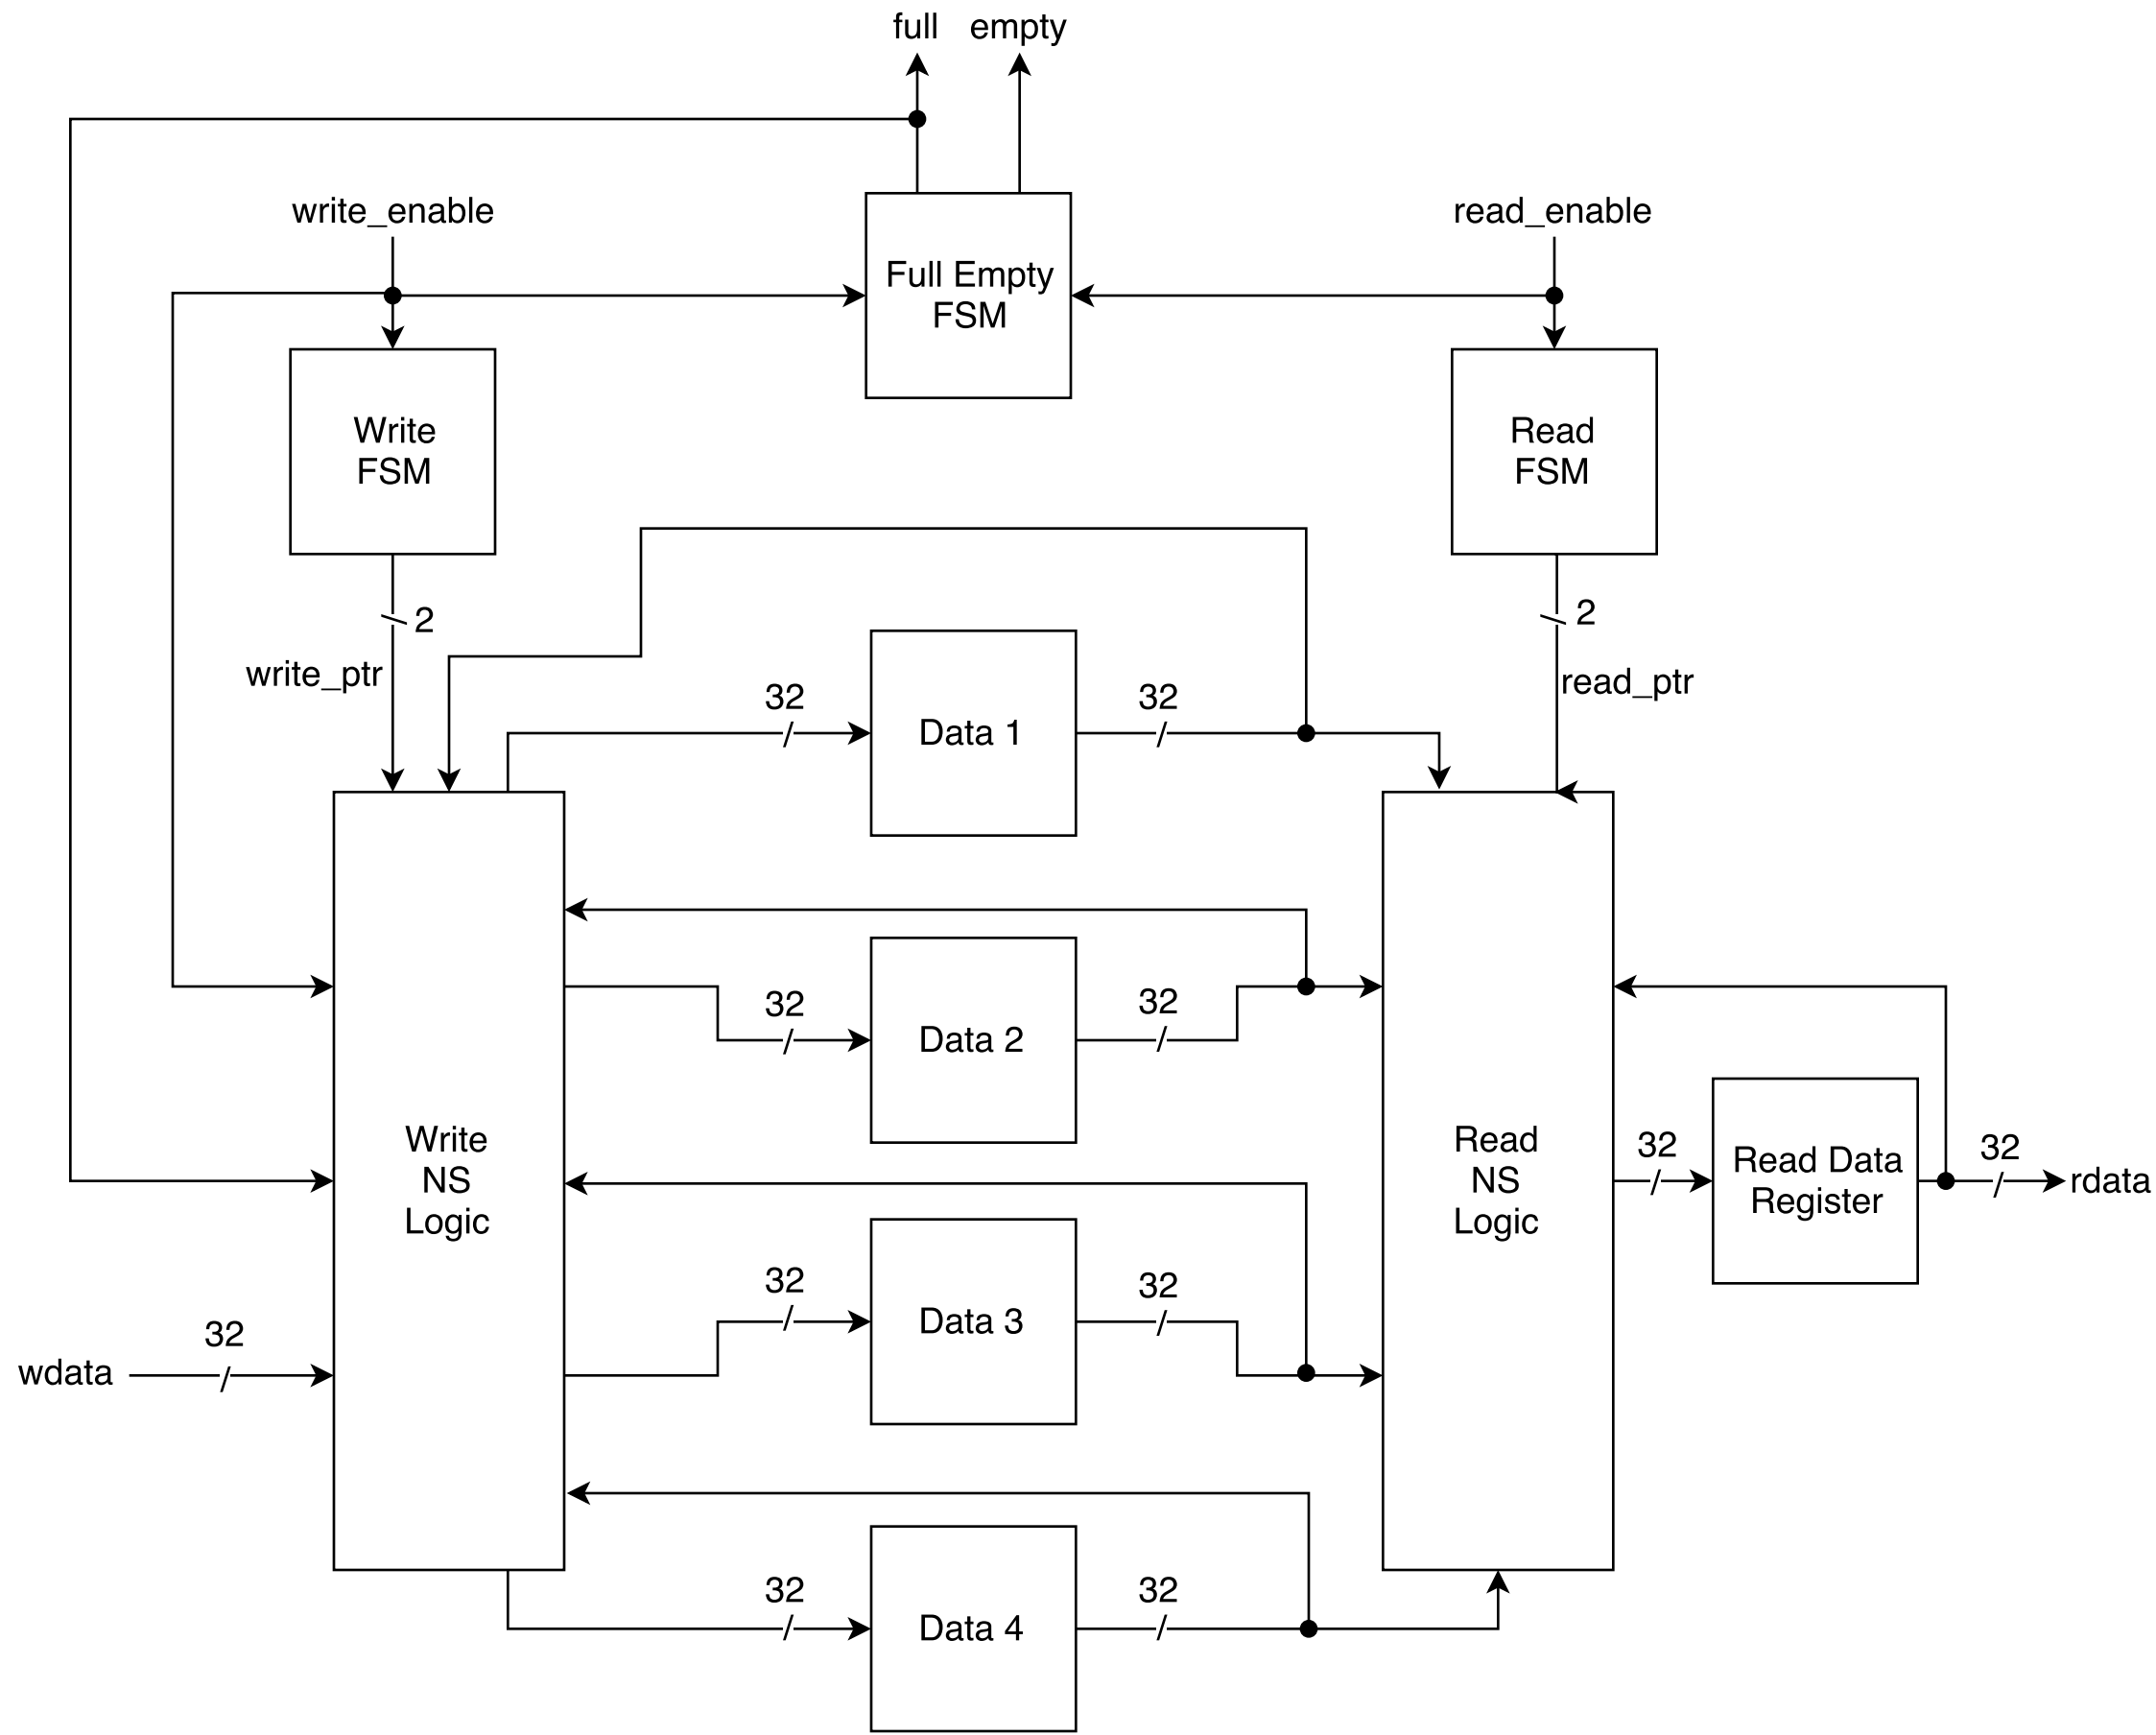 full
empty
write_enable
read_enable
Full Empty
FSM
Write
FSM
Read
FSM
2
2
write_ptr
read_ptr
32
Data 1
32
32
Data 2
32
Write
NS
Logic
Read
NS
Logic
32
Read Data
Register
32
rdata
32
Data 3
32
wdata
32
32
Data 4
32